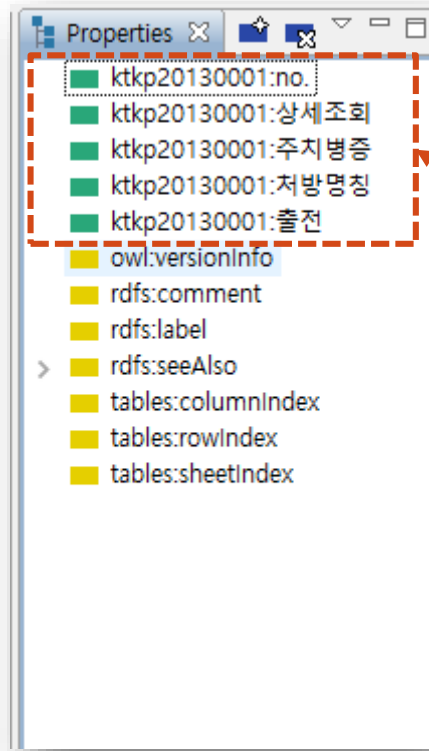 Properties
ktkp20130001:no.
ktkp20130001:상세조회
ktkp20130001:주치병증
ktkp20130001:처방명칭
ktkp20130001:출전
owl:versionInfo
rdfs:comment
rdfs:label
rdfs:seeAlso
tables:columnIndex
tables:rowIndex
tables:sheetIndex